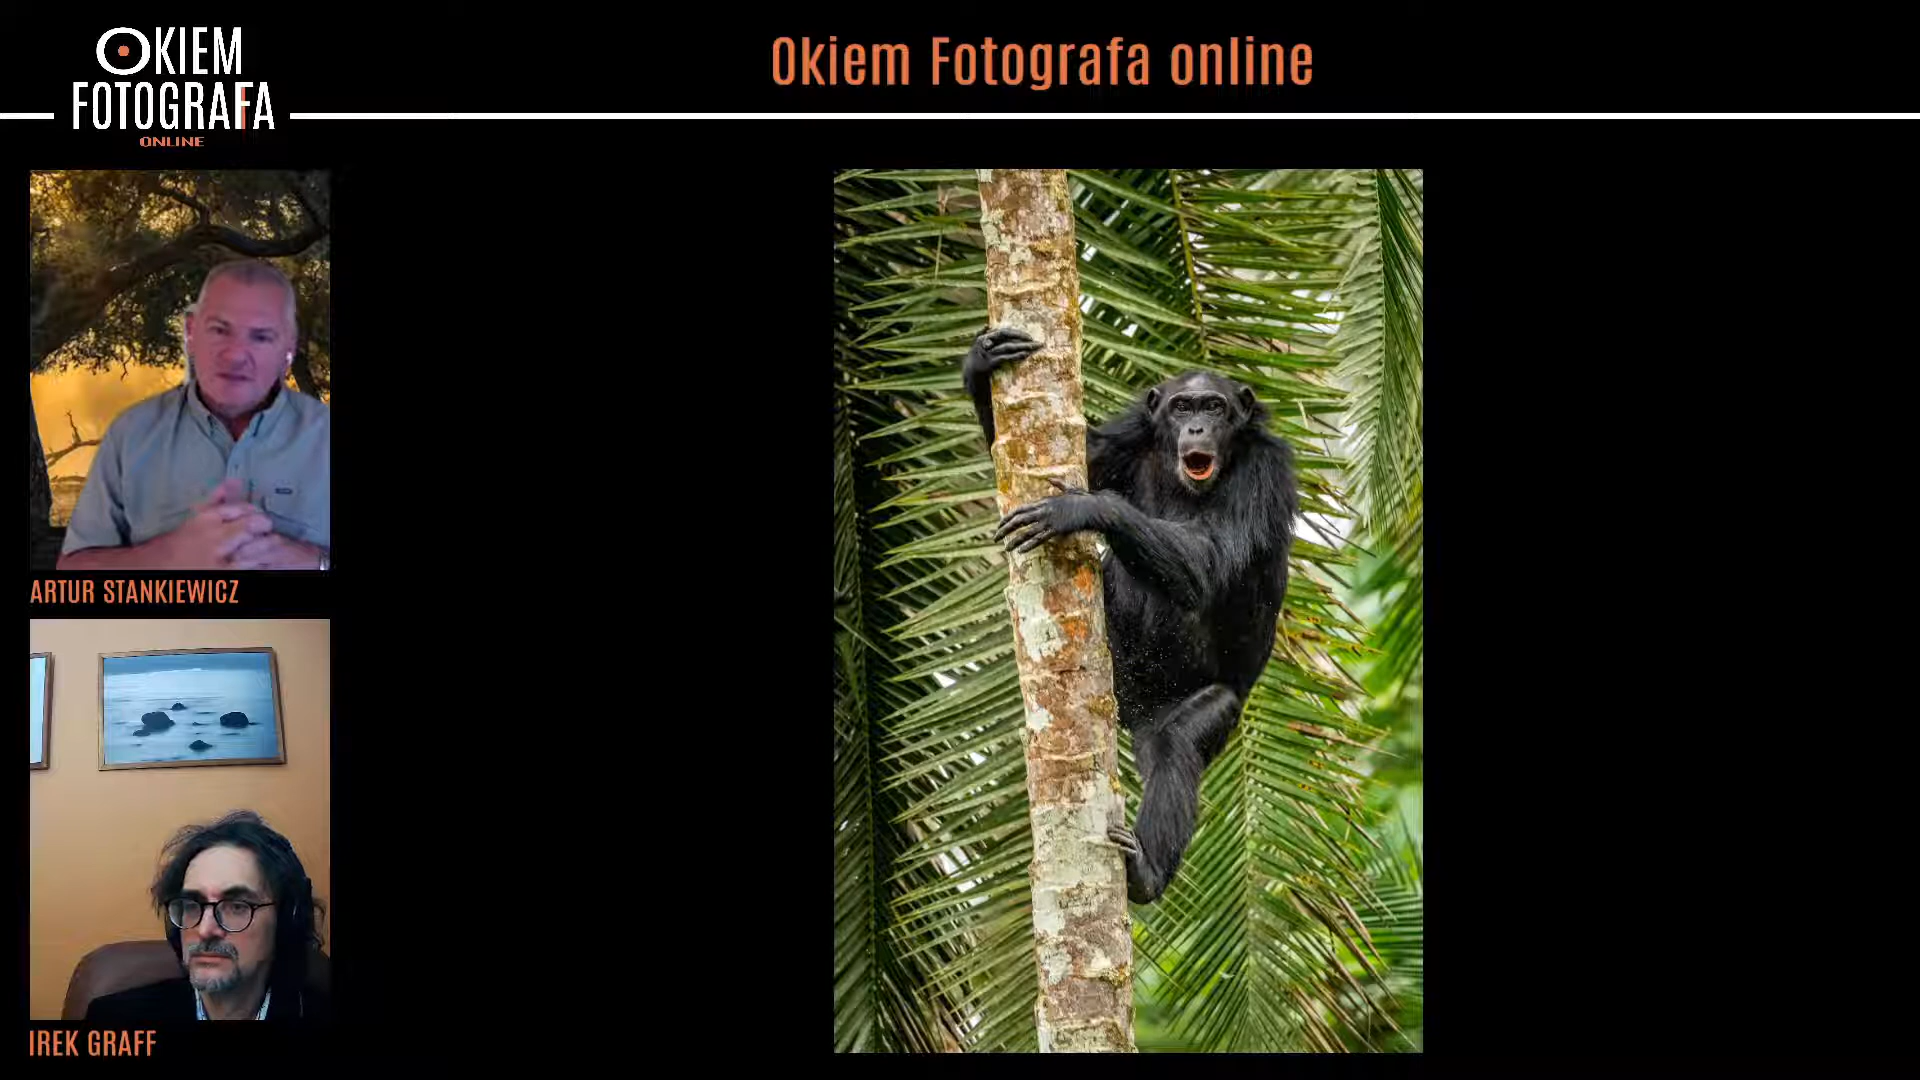 OKIEM
FOTOGRAFA
ONLINE
Okiem Fotografa online
ARTUR STANKIEWICZ
IREK GRAFF